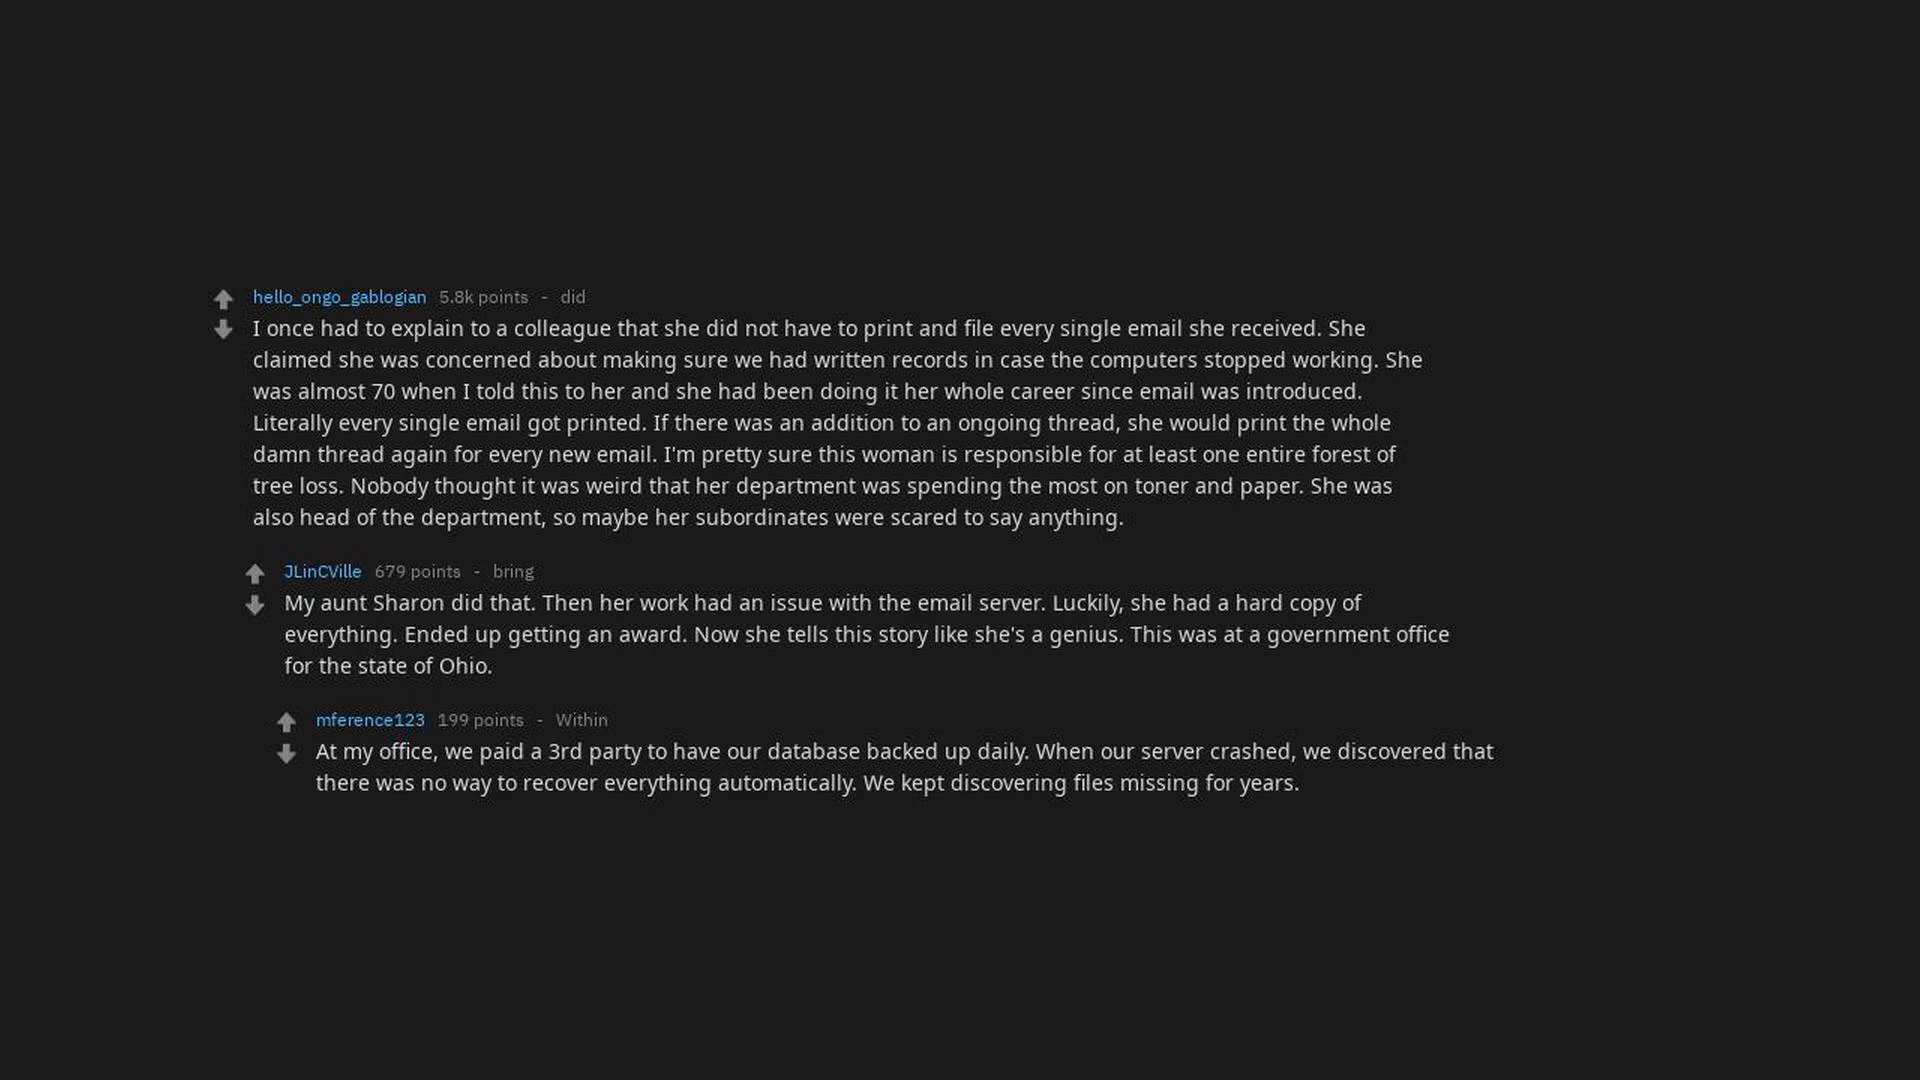 hello_ongo_gablogian 5.8k points - did
I once had to explain to a colleague that she did not have to print and file every single email she received. She
claimed she was concerned about making sure we had written records in case the computers stopped working. She
was almost 70 when I told this to her and she had been doing it her whole career since email was introduced.
Literally every single email got printed. If there was an addition to an ongoing thread, she would print the whole
damn thread again for every new email. I'm pretty sure this woman is responsible for at least one entire forest of
tree loss. Nobody thought it was weird that her department was spending the most on toner and paper. She was
also head of the department, so maybe her subordinates were scared to say anything.
JLinCVille 679 points - bring
My aunt Sharon did that. Then her work had an issue with the email server. Luckily, she had a hard copy of
everything. Ended up getting an award. Now she tells this story like she's a genius. This was at a government office
for the state of Ohio.
mference123 199 points - Within
At my office, we paid a 3rd party to have our database backed up daily. When our server crashed, we discovered that
there was no way to recover everything automatically. We kept discovering files missing for years.